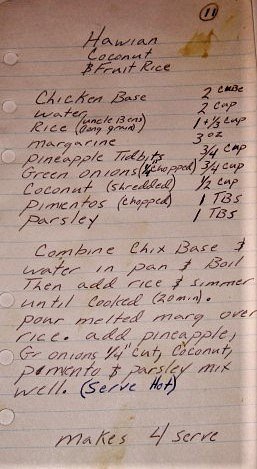 11
Hawian
Coconut
& Fruit Rice
Chicken Base 2 cube
Water 2 cup
Rice (uncle Bens) (long grain) 1 + 1/2 cup
margarine 3 oz
pineapple Tidbits 3/4 cup
Green onions (1/4" chopped) 3/4 cup
Coconut (shredded) 1/2 cup
Pimentos (chopped) 1 TBS
parsley 1 TBS
Combine Chix Base &
water in pan & Boil
Then add rice & simmer
until cooked (20 min).
pour melted marg over
rice. add pineapple,
Gr onions 1/4" cut, Coconut,
pimento & parsley mix
well. (Serve Hot)
makes 4 serve